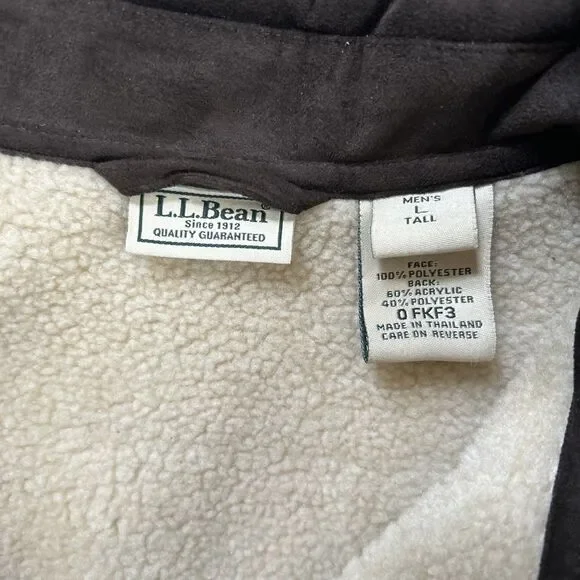 L.L.Bean®
Since 1912
QUALITY GUARANTEED
MEN'S
L
TALL
FACE:
100% POLYESTER
BACK:
60% ACRYLIC
40% POLYESTER
0 FKF3
MADE IN THAILAND
CARE ON REVERSE